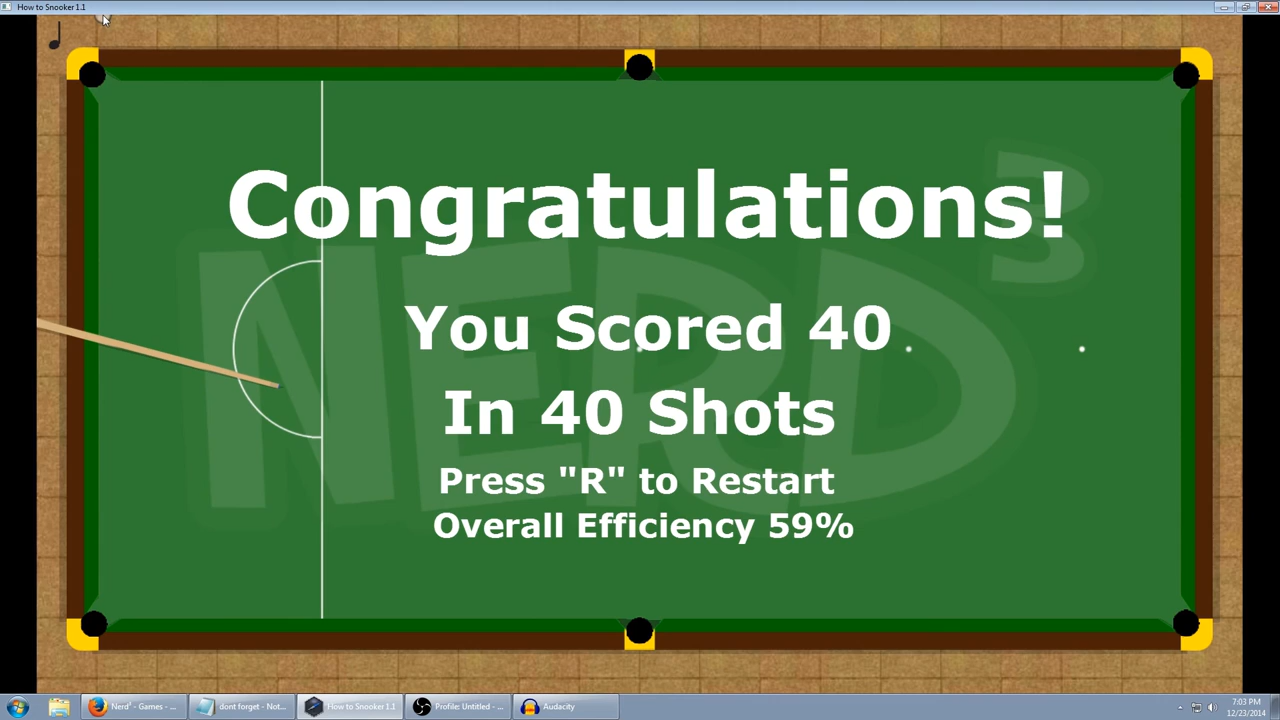 How to Snooker 1.1
NERD³
Congratulations!
You Scored 40
In 40 Shots
Press "R" to Restart
Overall Efficiency 59%
Nerd³ - Games - ...
dont forget - Not...
How to Snooker 1.1
Profile: Untitled - ...
Audacity
7:03 PM
12/23/2014